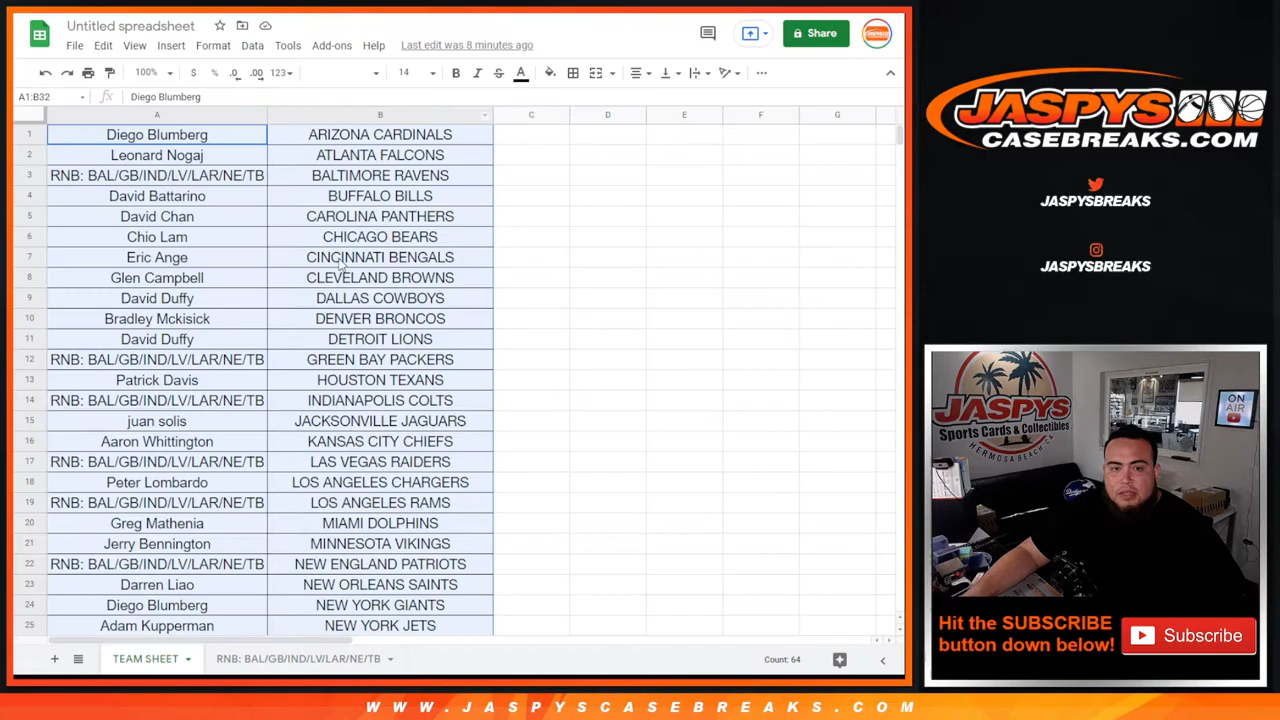 Untitled spreadsheet
File Edit View Insert Format Data Tools Add-ons Help Last edit was 8 minutes ago
Share
100% $ % .0 .00 123 14 B I S A
A1:B32 fx Diego Blumberg
A B C D E F G
1 Diego Blumberg ARIZONA CARDINALS
2 Leonard Nogaj ATLANTA FALCONS
3 RNB: BAL/GB/IND/LV/LAR/NE/TB BALTIMORE RAVENS
4 David Battarino BUFFALO BILLS
5 David Chan CAROLINA PANTHERS
6 Chio Lam CHICAGO BEARS
7 Eric Ange CINCINNATI BENGALS
8 Glen Campbell CLEVELAND BROWNS
9 David Duffy DALLAS COWBOYS
10 Bradley Mckisick DENVER BRONCOS
11 David Duffy DETROIT LIONS
12 RNB: BAL/GB/IND/LV/LAR/NE/TB GREEN BAY PACKERS
13 Patrick Davis HOUSTON TEXANS
14 RNB: BAL/GB/IND/LV/LAR/NE/TB INDIANAPOLIS COLTS
15 juan solis JACKSONVILLE JAGUARS
16 Aaron Whittington KANSAS CITY CHIEFS
17 RNB: BAL/GB/IND/LV/LAR/NE/TB LAS VEGAS RAIDERS
18 Peter Lombardo LOS ANGELES CHARGERS
19 RNB: BAL/GB/IND/LV/LAR/NE/TB LOS ANGELES RAMS
20 Greg Mathenia MIAMI DOLPHINS
21 Jerry Bennington MINNESOTA VIKINGS
22 RNB: BAL/GB/IND/LV/LAR/NE/TB NEW ENGLAND PATRIOTS
23 Darren Liao NEW ORLEANS SAINTS
24 Diego Blumberg NEW YORK GIANTS
25 Adam Kupperman NEW YORK JETS
TEAM SHEET RNB: BAL/GB/IND/LV/LAR/NE/TB Count: 64
JASPYS
CASEBREAKS.COM
JASPYSBREAKS
JASPYSBREAKS
JASPYS
Sports Cards & Collectibles
HERMOSA BEACH, CA
ON
AIR
Hit the SUBSCRIBE
button down below!
Subscribe
WWW.JASPYSCASEBREAKS.COM